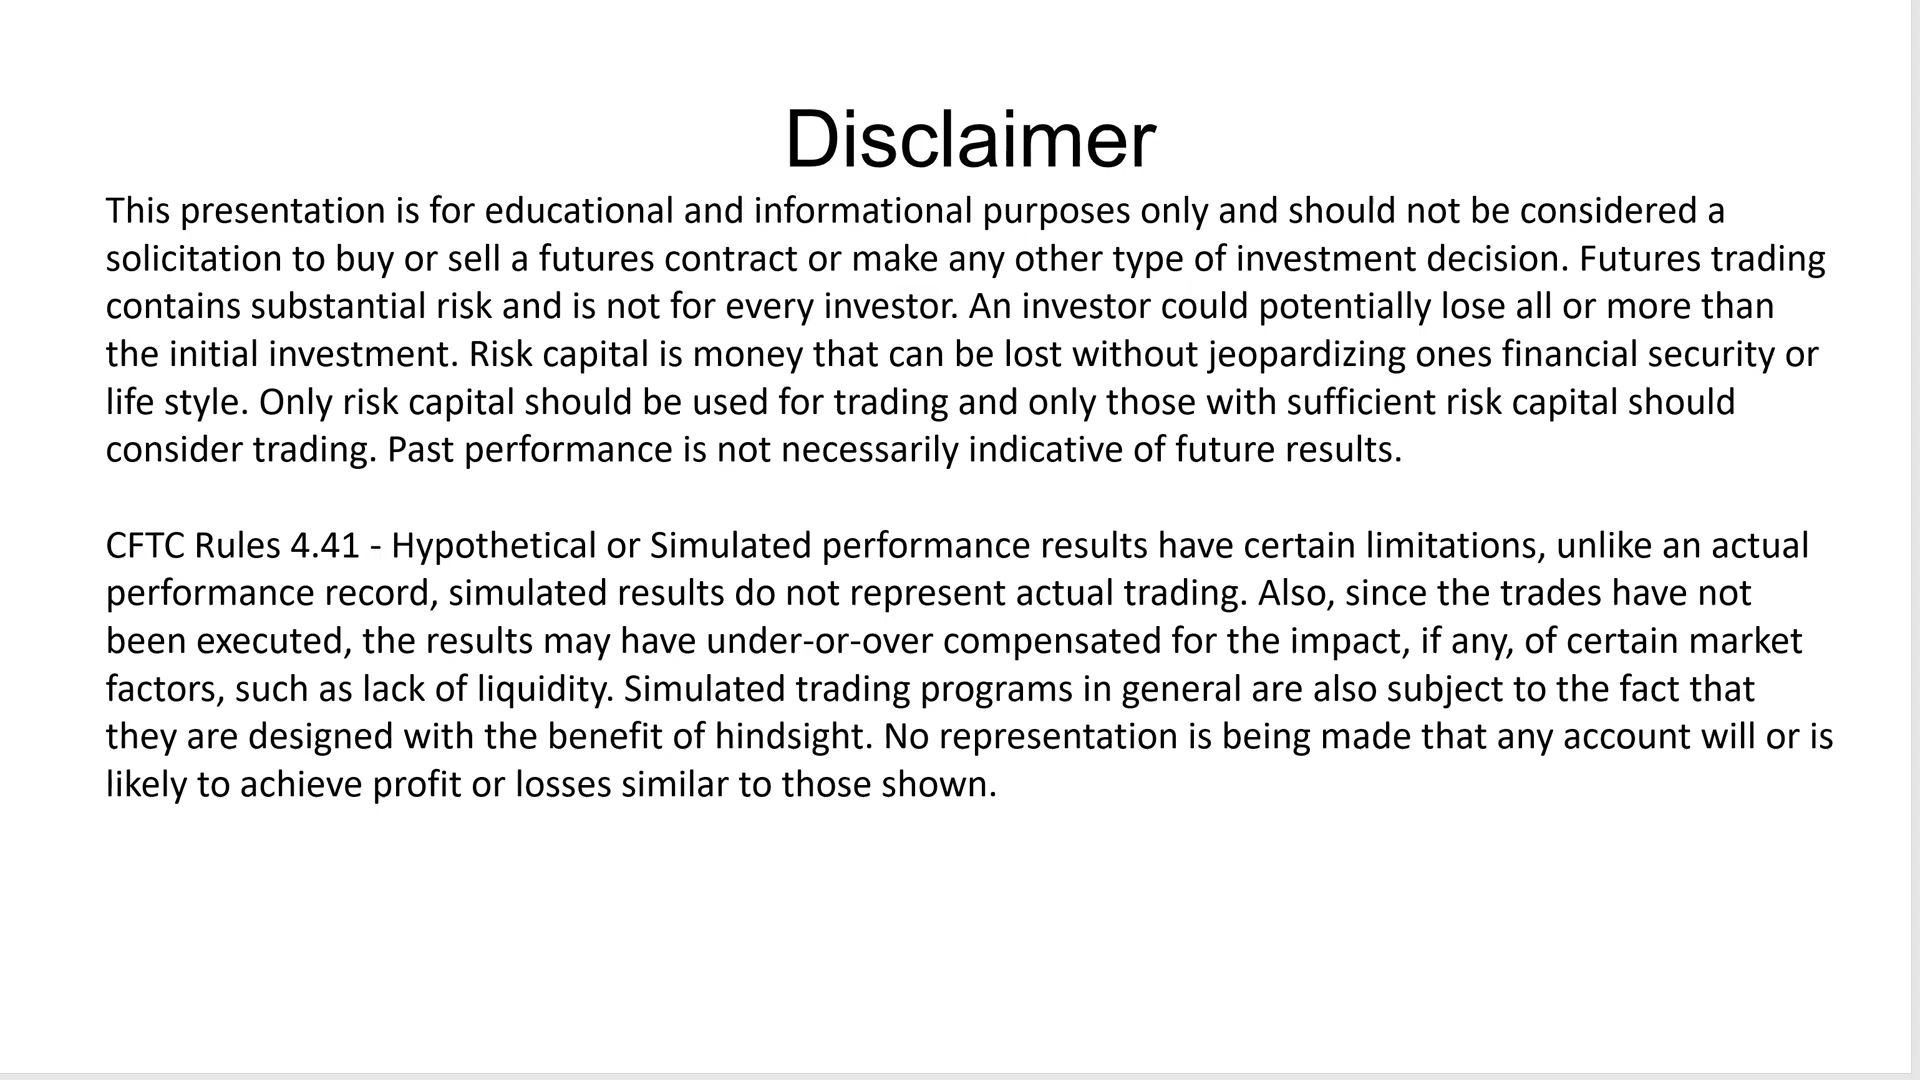 Disclaimer
This presentation is for educational and informational purposes only and should not be considered a
solicitation to buy or sell a futures contract or make any other type of investment decision. Futures trading
contains substantial risk and is not for every investor. An investor could potentially lose all or more than
the initial investment. Risk capital is money that can be lost without jeopardizing ones financial security or
life style. Only risk capital should be used for trading and only those with sufficient risk capital should
consider trading. Past performance is not necessarily indicative of future results.
CFTC Rules 4.41 - Hypothetical or Simulated performance results have certain limitations, unlike an actual
performance record, simulated results do not represent actual trading. Also, since the trades have not
been executed, the results may have under-or-over compensated for the impact, if any, of certain market
factors, such as lack of liquidity. Simulated trading programs in general are also subject to the fact that
they are designed with the benefit of hindsight. No representation is being made that any account will or is
likely to achieve profit or losses similar to those shown.